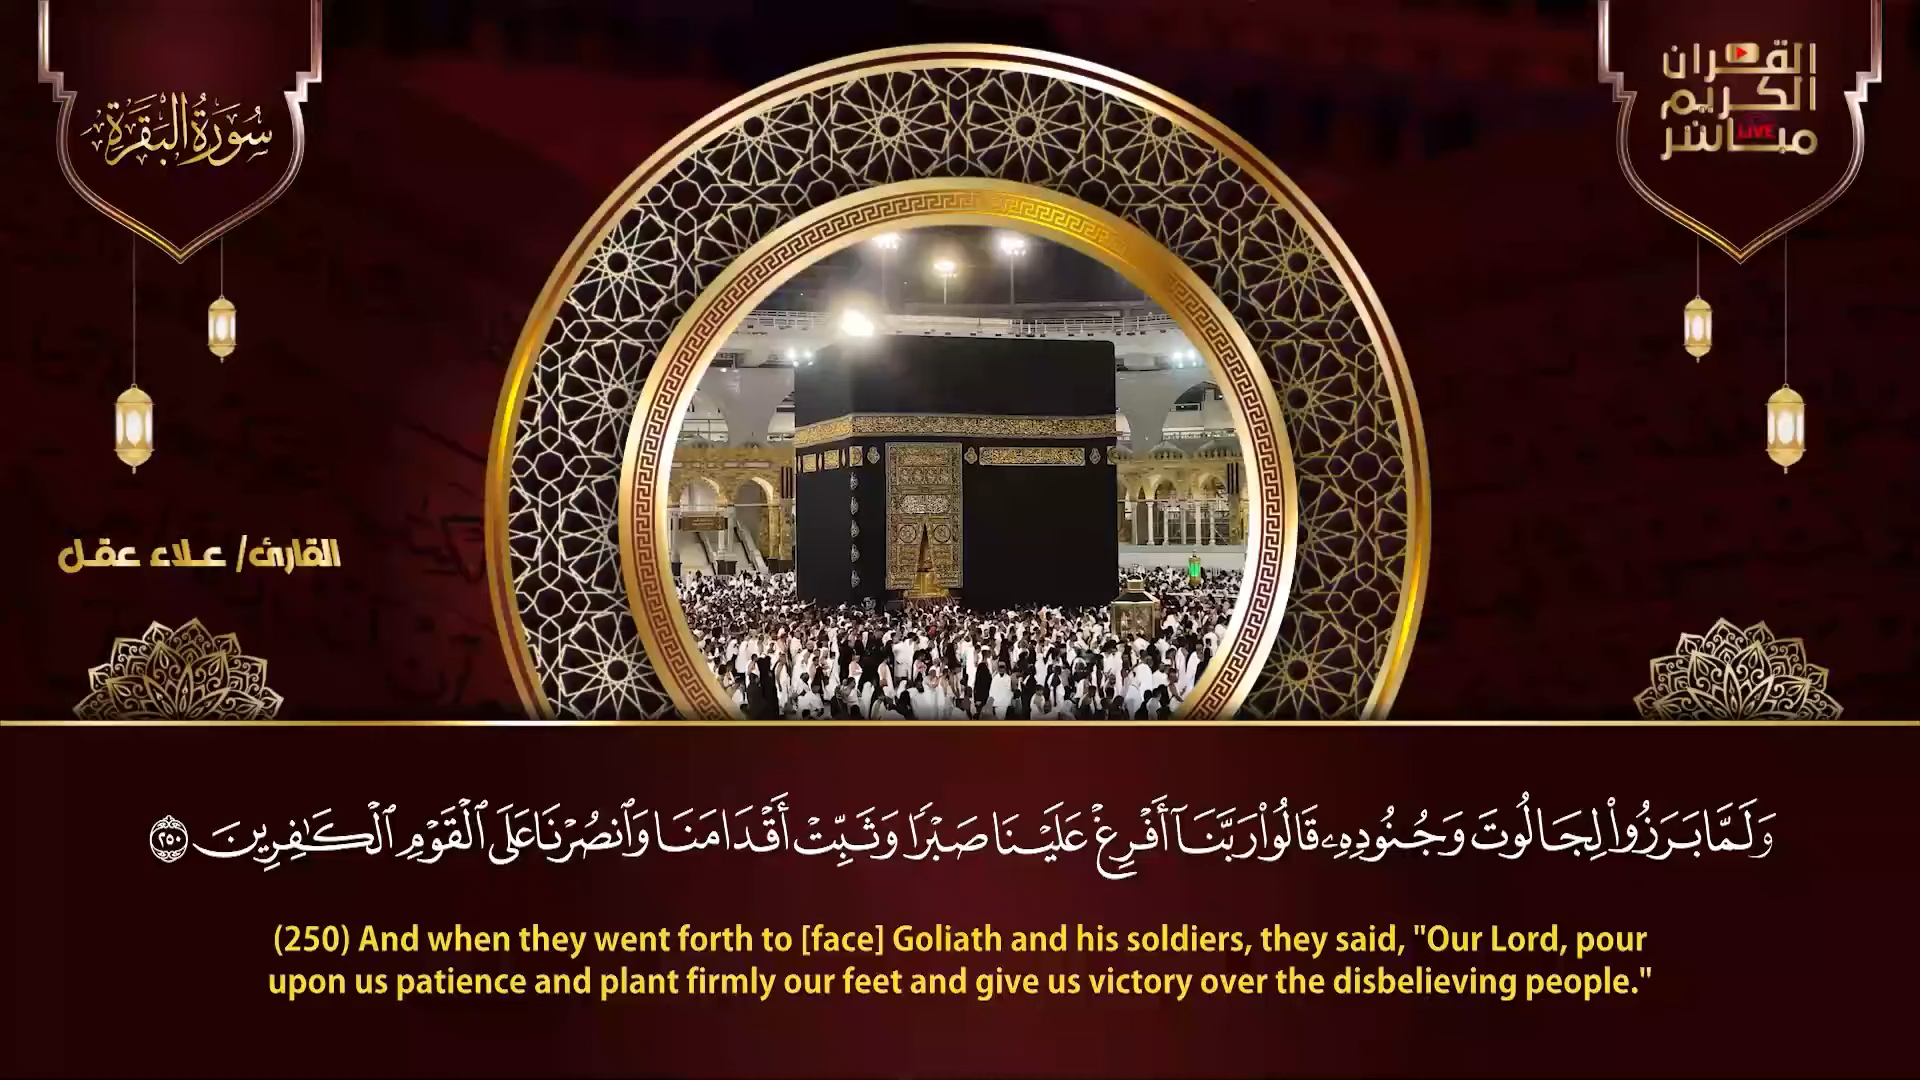 سُورَةُ البَقَرَةِ
القران
الكريم
مباشر
LIVE
القارئ/ علاء عقل
وَلَمَّا بَرَزُوا۟ لِجَالُوتَ وَجُنُودِهِۦ قَالُوا۟ رَبَّنَآ أَفْرِغْ عَلَيْنَا صَبْرًا وَثَبِّتْ أَقْدَامَنَا وَٱنصُرْنَا عَلَى ٱلْقَوْمِ ٱلْكَـٰفِرِينَ ٢٥٠
(250) And when they went forth to [face] Goliath and his soldiers, they said, "Our Lord, pour
upon us patience and plant firmly our feet and give us victory over the disbelieving people."